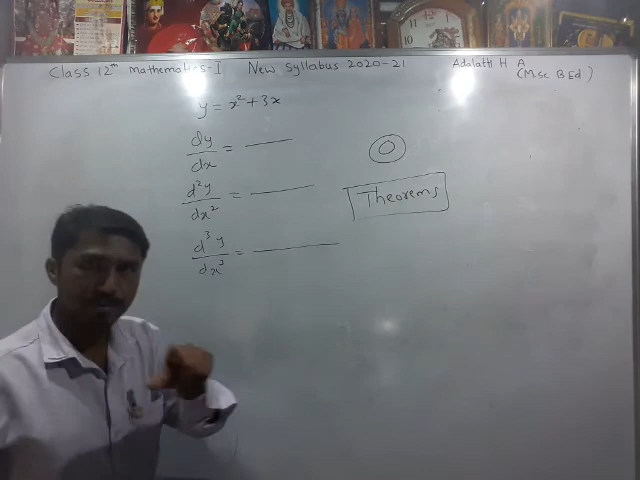 Class 12th mathematics-I New Syllabus 2020-21 Adalatti H A
(M.Sc B Ed)
y = x² + 3x
dy/dx = ———
d²y/dx² = ———
d³y/dx³ = ———
0
Theorems